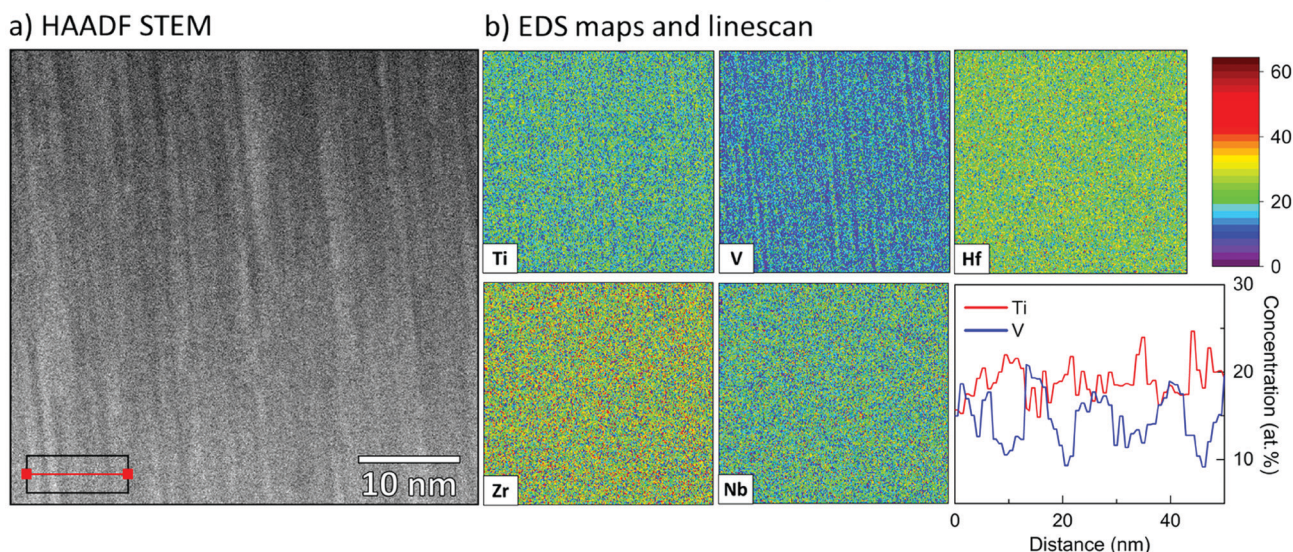 a) HAADF STEM
10 nm
b) EDS maps and linescan
Ti
V
Hf
60
40
20
0
Zr
Nb
Ti
V
30
20
10
Concentration (at.%)
0
20
40
Distance (nm)